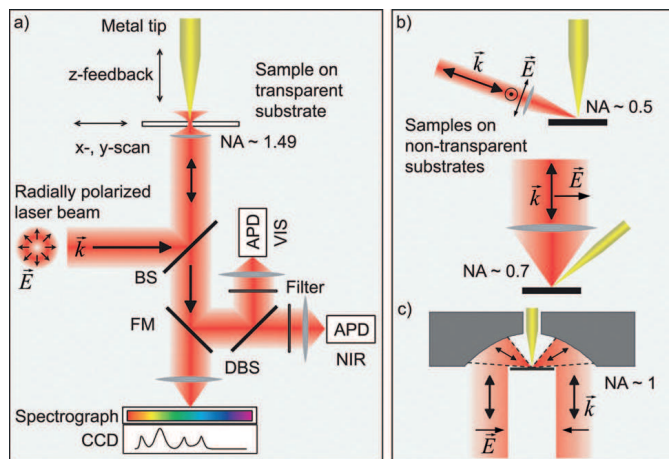 a)
Metal tip
z-feedback
Sample on
transparent
substrate
x-, y-scan
NA ~ 1.49
Radially polarized
laser beam
k
E
BS
APD
VIS
Filter
FM
DBS
APD
NIR
Spectrograph
CCD
b)
k
E
NA ~ 0.5
Samples on
non-transparent
substrates
k
E
NA ~ 0.7
c)
NA ~ 1
E
k